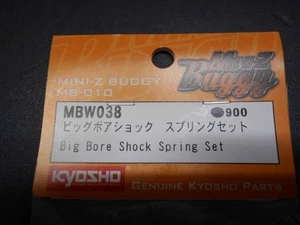 Mini-Z
Buggy
MINI-Z BUGGY
MB-010
MBW038
900
ビッグボアショック スプリングセット
Big Bore Shock Spring Set
KYOSHO
GENUINE KYOSHO PARTS